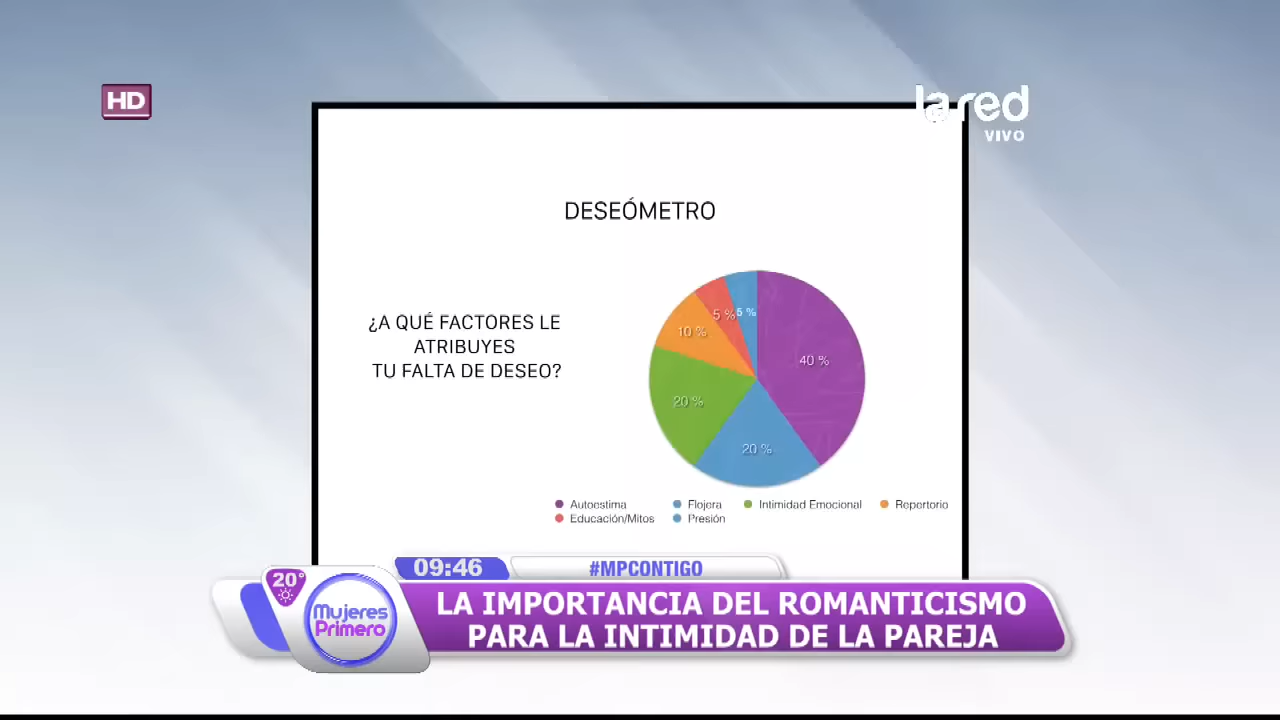 HD
la red
VIVO
DESEÓMETRO
¿A QUÉ FACTORES LE
ATRIBUYES
TU FALTA DE DESEO?
5 %
5 %
10 %
40 %
20 %
20 %
Autoestima
Flojera
Intimidad Emocional
Repertorio
Educación/Mitos
Presión
09:46
#MPCONTIGO
20°
Mujeres
Primero
LA IMPORTANCIA DEL ROMANTICISMO
PARA LA INTIMIDAD DE LA PAREJA